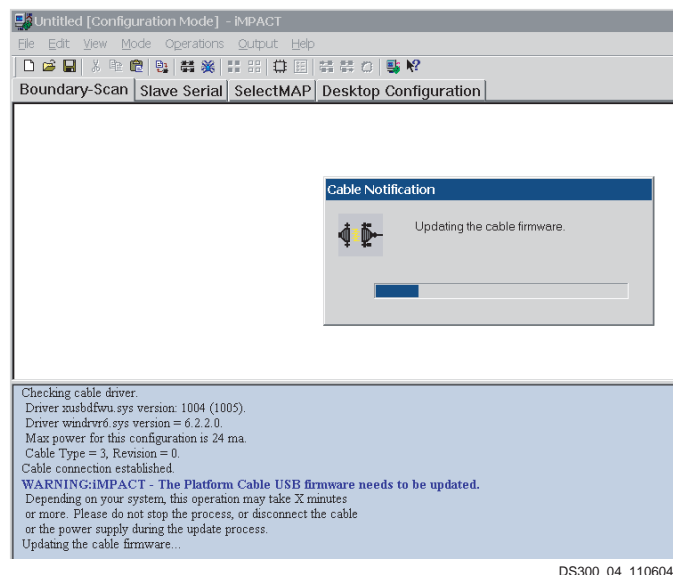 Untitled [Configuration Mode] - iMPACT
File Edit View Mode Operations Output Help
Boundary-Scan Slave Serial SelectMAP Desktop Configuration
Cable Notification
Updating the cable firmware.
Checking cable driver.
Driver xusbdfwu.sys version: 1004 (1005).
Driver windrvr6.sys version = 6.2.2.0.
Max power for this configuration is 24 ma.
Cable Type = 3, Revision = 0.
Cable connection established.
WARNING:iMPACT - The Platform Cable USB firmware needs to be updated.
Depending on your system, this operation may take X minutes
or more. Please do not stop the process, or disconnect the cable
or the power supply during the update process.
Updating the cable firmware...
DS300_04_110604